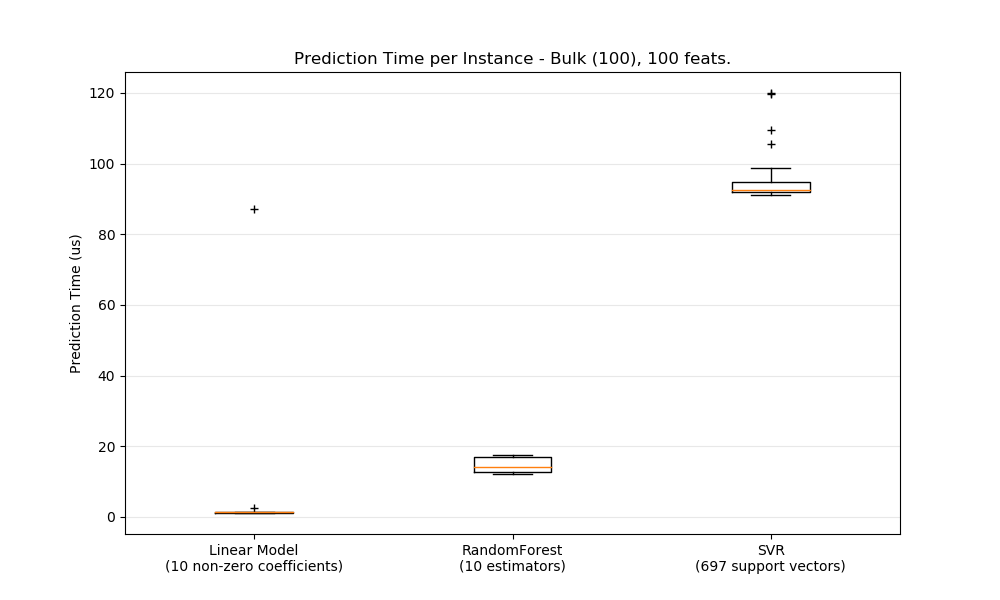 Prediction Time per Instance - Bulk (100), 100 feats.
Prediction Time (us)
120
100
80
60
40
20
0
Linear Model
(10 non-zero coefficients)
RandomForest
(10 estimators)
SVR
(697 support vectors)